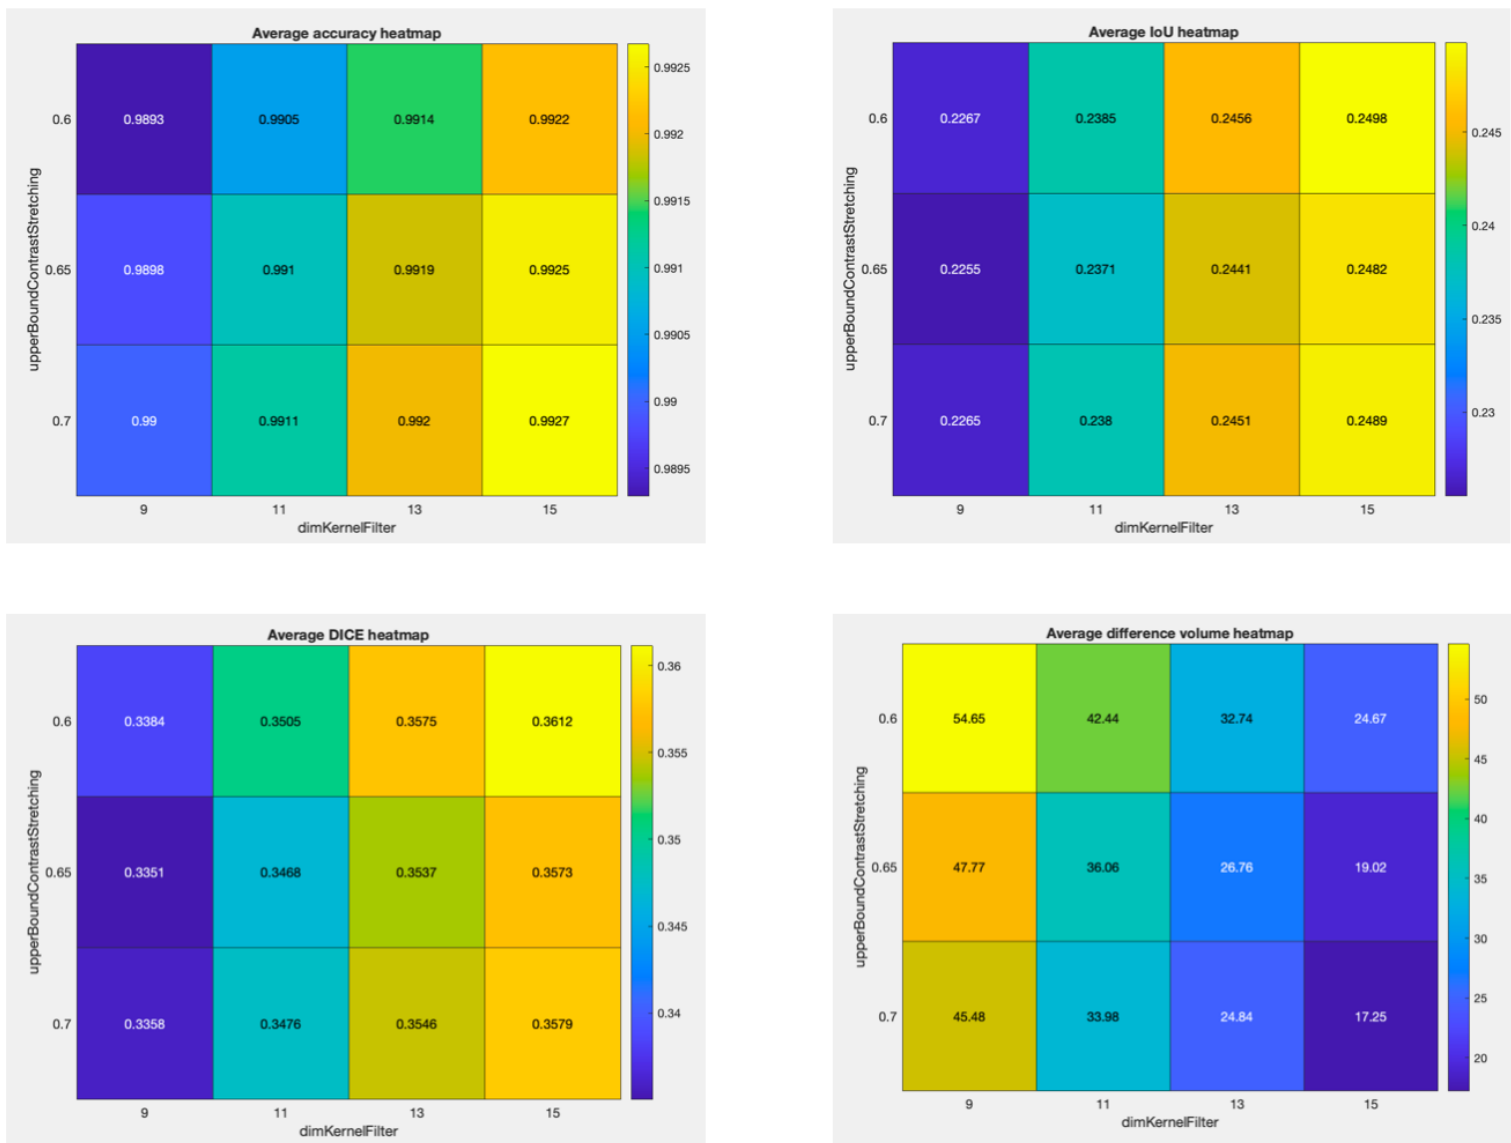 Average accuracy heatmap
upperBoundContrastStretching
0.6
0.9893 0.9905 0.9914 0.9922
0.65
0.9898 0.991 0.9919 0.9925
0.7
0.99 0.9911 0.992 0.9927
9 11 13 15
dimKernelFilter
0.9925
0.992
0.9915
0.991
0.9905
0.99
0.9895
Average IoU heatmap
upperBoundContrastStretching
0.6
0.2267 0.2385 0.2456 0.2498
0.65
0.2255 0.2371 0.2441 0.2482
0.7
0.2265 0.238 0.2451 0.2489
9 11 13 15
dimKernelFilter
0.245
0.24
0.235
0.23
Average DICE heatmap
upperBoundContrastStretching
0.6
0.3384 0.3505 0.3575 0.3612
0.65
0.3351 0.3468 0.3537 0.3573
0.7
0.3358 0.3476 0.3546 0.3579
9 11 13 15
dimKernelFilter
0.36
0.355
0.35
0.345
0.34
Average difference volume heatmap
upperBoundContrastStretching
0.6
54.65 42.44 32.74 24.67
0.65
47.77 36.06 26.76 19.02
0.7
45.48 33.98 24.84 17.25
9 11 13 15
dimKernelFilter
50
45
40
35
30
25
20